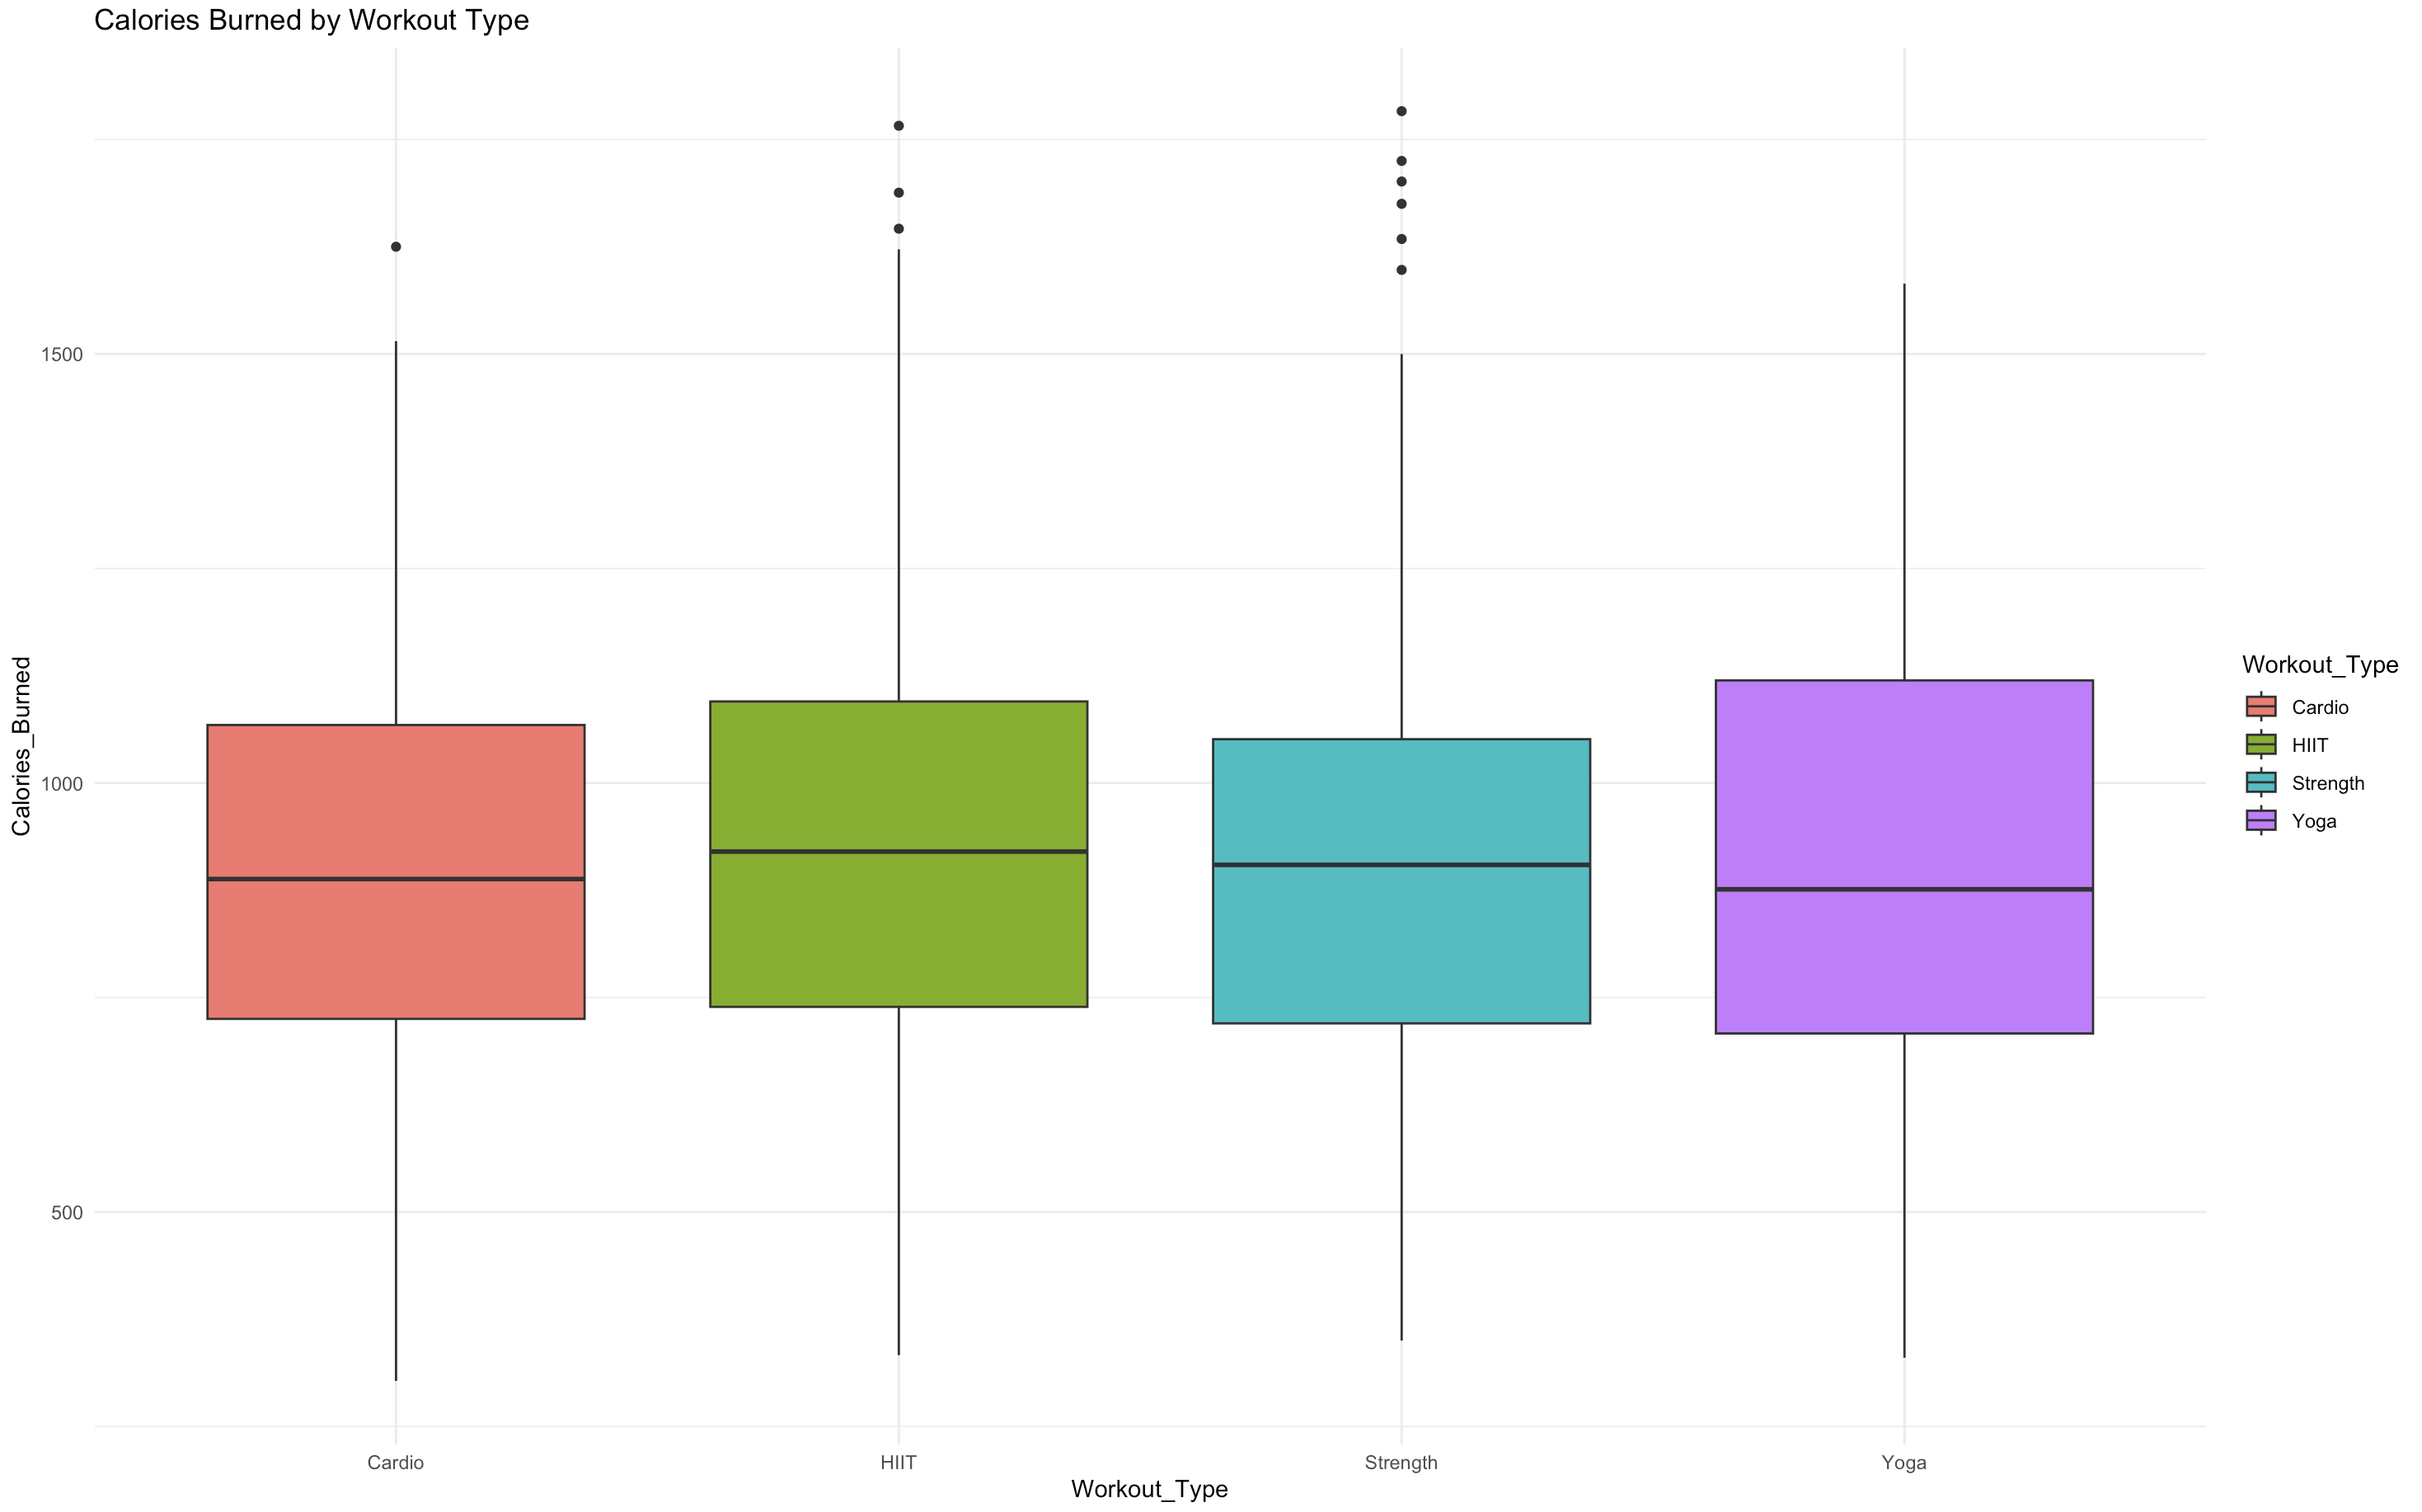 Calories Burned by Workout Type
Calories_Burned
1500
1000
500
Cardio
HIIT
Strength
Yoga
Workout_Type
Workout_Type
Cardio
HIIT
Strength
Yoga